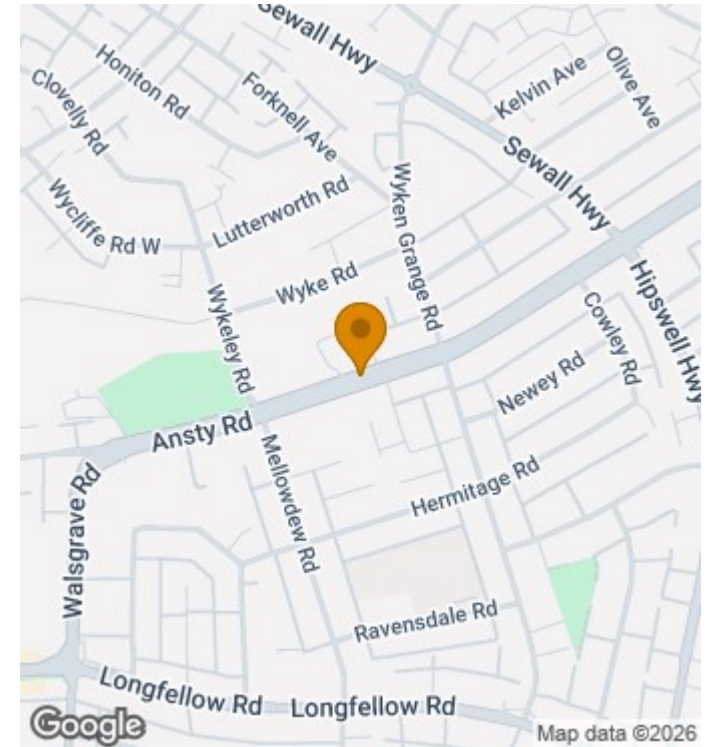 Sewall Hwy
Honiton Rd
Forknell Ave
Kelvin Ave
Olive Ave
Clovelly Rd
Sewall Hwy
Wycliffe Rd W
Lutterworth Rd
Wyken Grange Rd
Wyke Rd
Wykeley Rd
Hipswell Hwy
Cowley Rd
Newey Rd
Ansty Rd
Mellowdew Rd
Hermitage Rd
Walsgrave Rd
Ravensdale Rd
Longfellow Rd
Longfellow Rd
Google
Map data ©2026